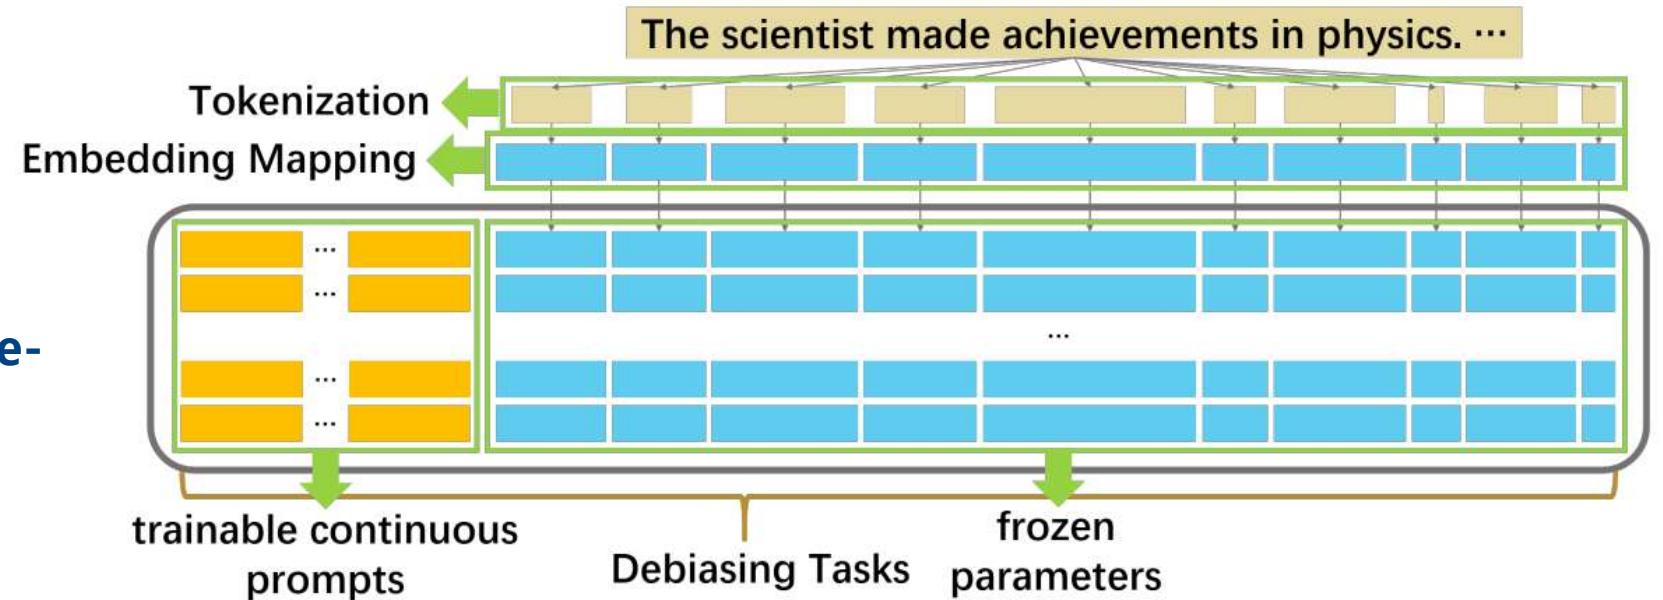 The scientist made achievements in physics. ···
Tokenization
Embedding Mapping
...
...
...
e-
...
...
trainable continuous
prompts
Debiasing Tasks
frozen
parameters